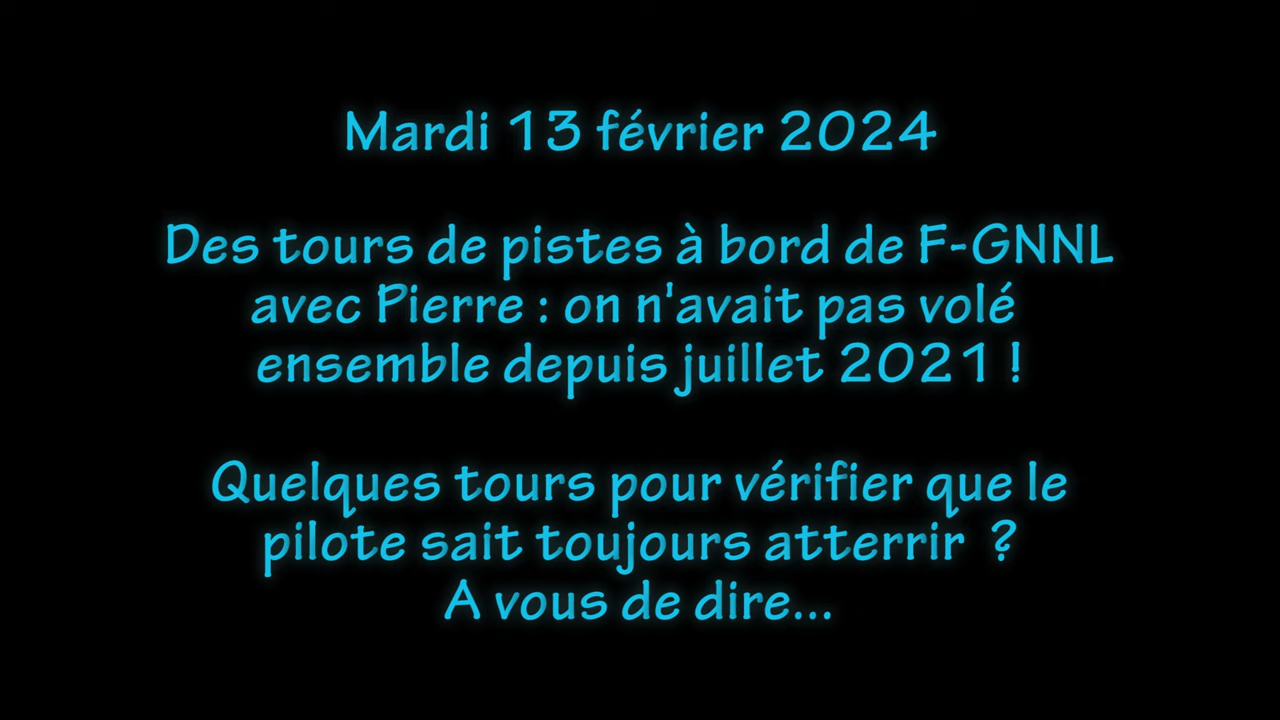 Mardi 13 février 2024
Des tours de pistes à bord de F-GNNL
avec Pierre : on n'avait pas volé
ensemble depuis juillet 2021 !
Quelques tours pour vérifier que le
pilote sait toujours atterrir  ?
A vous de dire...